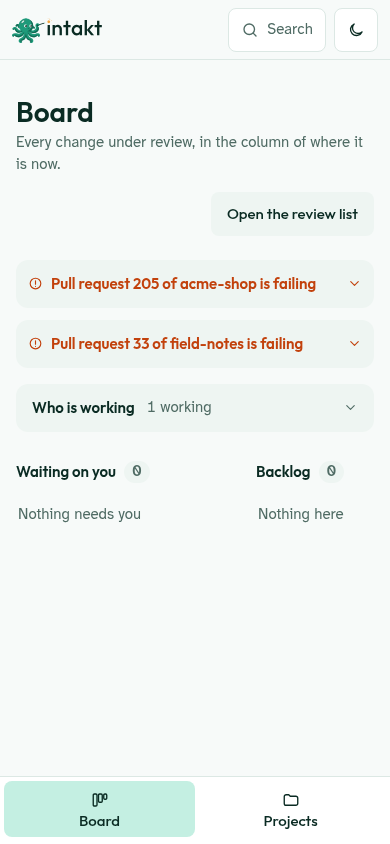 intakt
Search
Board
Every change under review, in the column of where it
is now.
Open the review list
Pull request 205 of acme-shop is failing
Pull request 33 of field-notes is failing
Who is working 1 working
Waiting on you 0
Backlog 0
Nothing needs you
Nothing here
Board
Projects